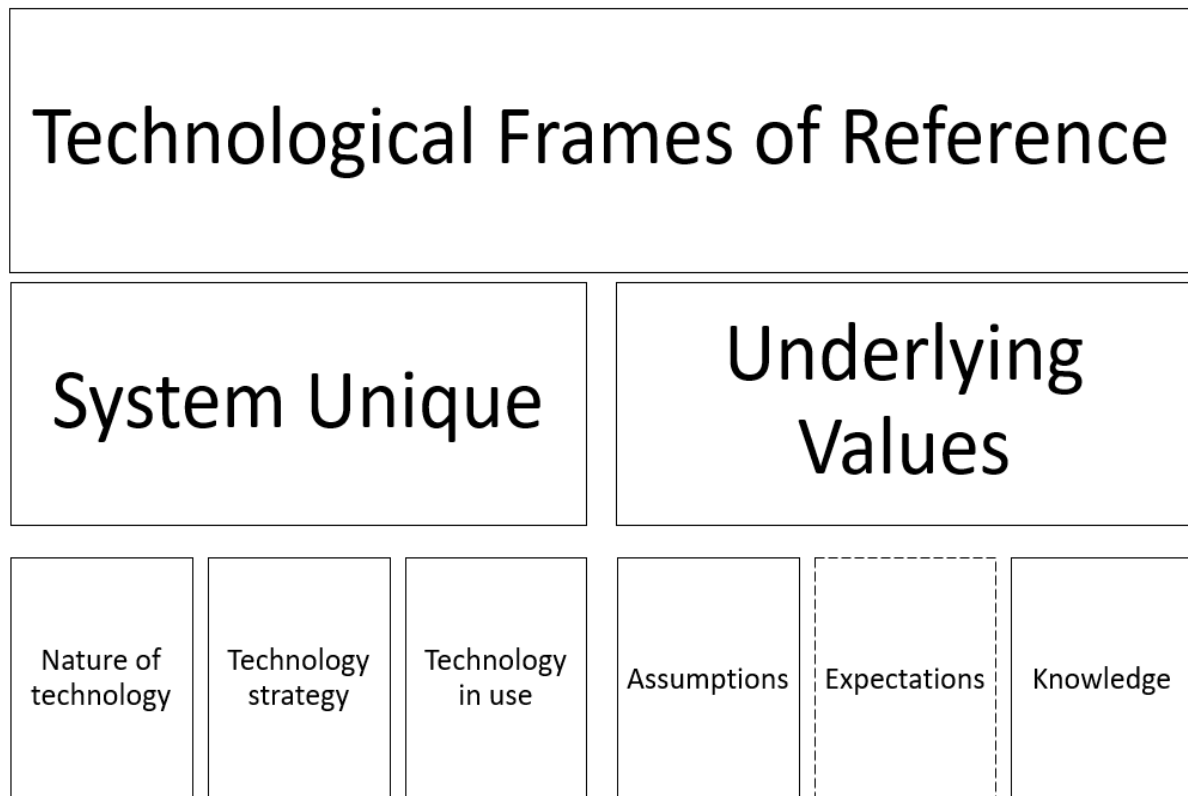 Technological Frames of Reference
System Unique
Underlying
Values
Nature of
technology
Technology
strategy
Technology
in use
Assumptions
Expectations
Knowledge